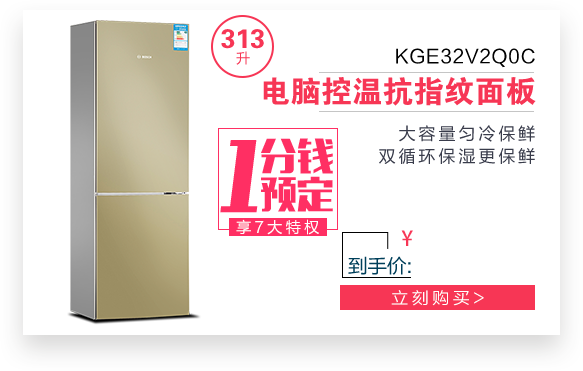 313
升
KGE32V2Q0C
电脑控温抗指纹面板
大容量匀冷保鲜
双循环保湿更保鲜
1分钱
预定
享7大特权
¥
到手价:
立刻购买>